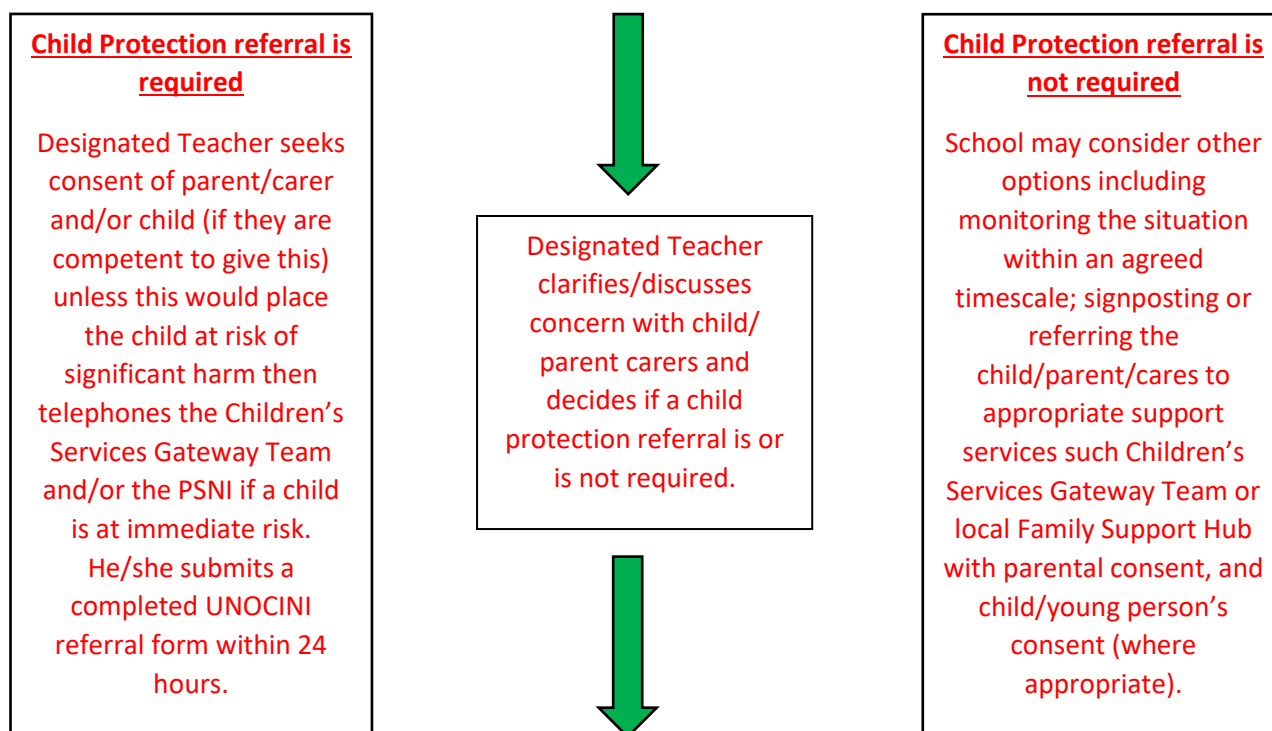 Child Protection referral is
required
Designated Teacher seeks
consent of parent/carer
and/or child (if they are
competent to give this)
unless this would place
the child at risk of
significant harm then
telephones the Children’s
Services Gateway Team
and/or the PSNI if a child
is at immediate risk.
He/she submits a
completed UNOCINI
referral form within 24
hours.
Designated Teacher
clarifies/discusses
concern with child/
parent carers and
decides if a child
protection referral is or
is not required.
Child Protection referral is
not required
School may consider other
options including
monitoring the situation
within an agreed
timescale; signposting or
referring the
child/parent/cares to
appropriate support
services such Children’s
Services Gateway Team or
local Family Support Hub
with parental consent, and
child/young person’s
consent (where
appropriate).